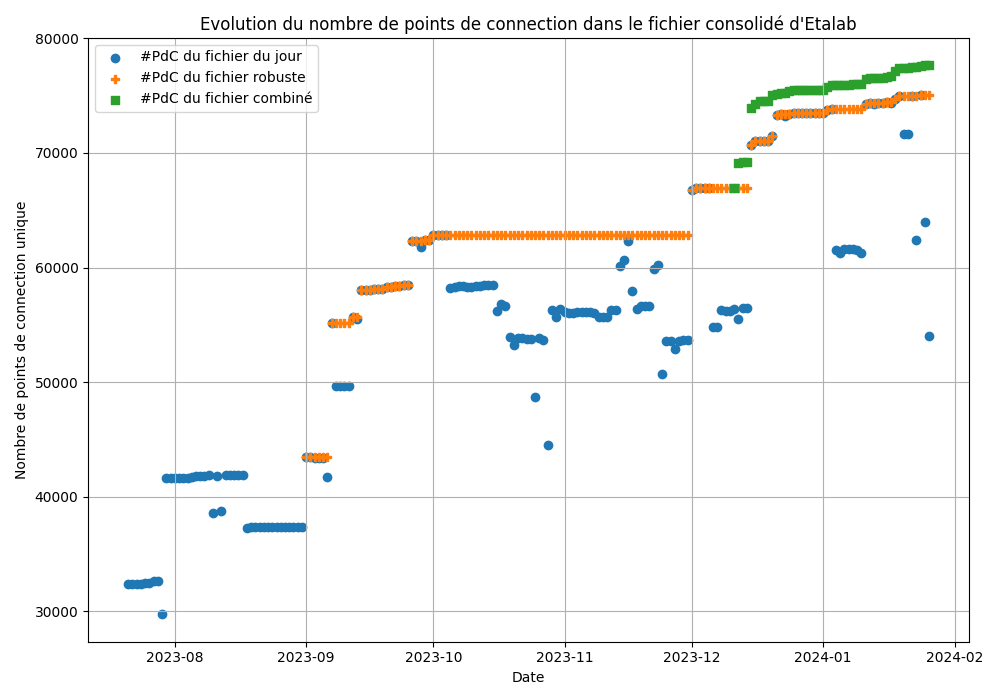 Evolution du nombre de points de connection dans le fichier consolidé d'Etalab
#PdC du fichier du jour
#PdC du fichier robuste
#PdC du fichier combiné
Nombre de points de connection unique
80000
70000
60000
50000
40000
30000
2023-08 2023-09 2023-10 2023-11 2023-12 2024-01 2024-02
Date